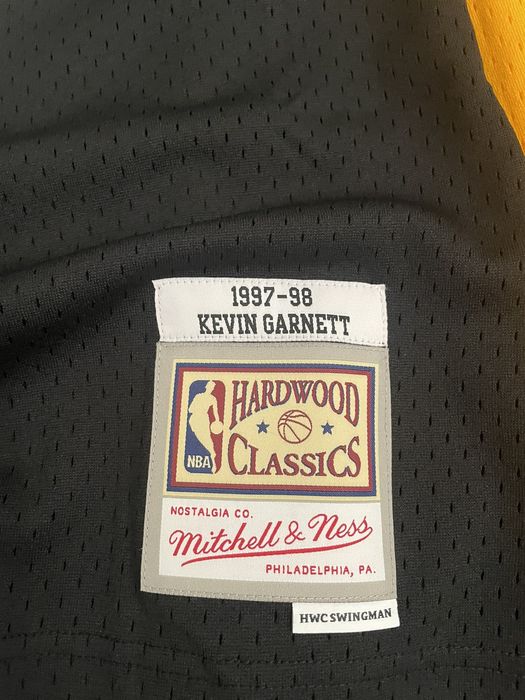 1997-98
KEVIN GARNETT
HARDWOOD
CLASSICS
NBA
NOSTALGIA CO.
Mitchell & Ness
PHILADELPHIA, PA.
HWC SWINGMAN